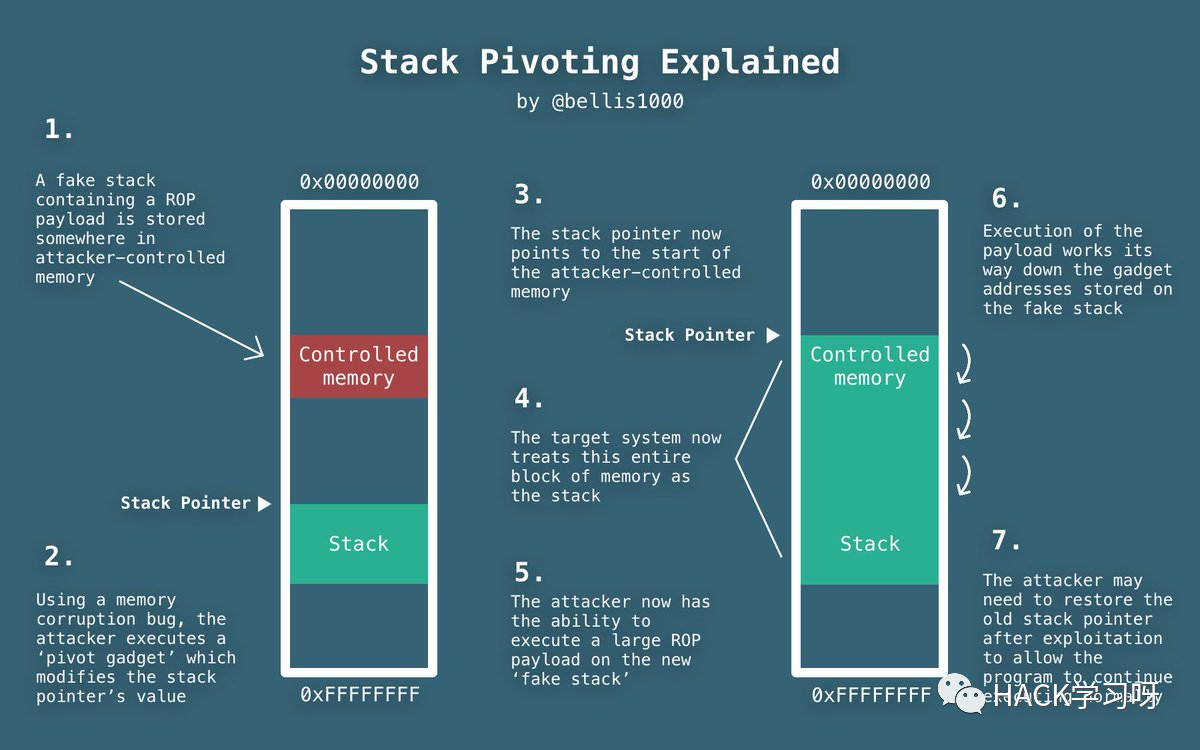 Stack Pivoting Explained
by @bellis1000
1.
A fake stack
containing a ROP
payload is stored
somewhere in
attacker-controlled
memory
0x00000000
Controlled
memory
Stack Pointer
Stack
0xFFFFFFFF
2.
Using a memory
corruption bug, the
attacker executes a
‘pivot gadget’ which
modifies the stack
pointer’s value
3.
The stack pointer now
points to the start of
the attacker-controlled
memory
Stack Pointer
4.
The target system now
treats this entire
block of memory as
the stack
5.
The attacker now has
the ability to
execute a large ROP
payload on the new
‘fake stack’
0x00000000
Controlled
memory
Stack
0xFFFFFFFF
6.
Execution of the
payload works its
way down the gadget
addresses stored on
the fake stack
7.
The attacker may
need to restore the
old stack pointer
after exploitation
to allow the
program to continue
HACK学习呀